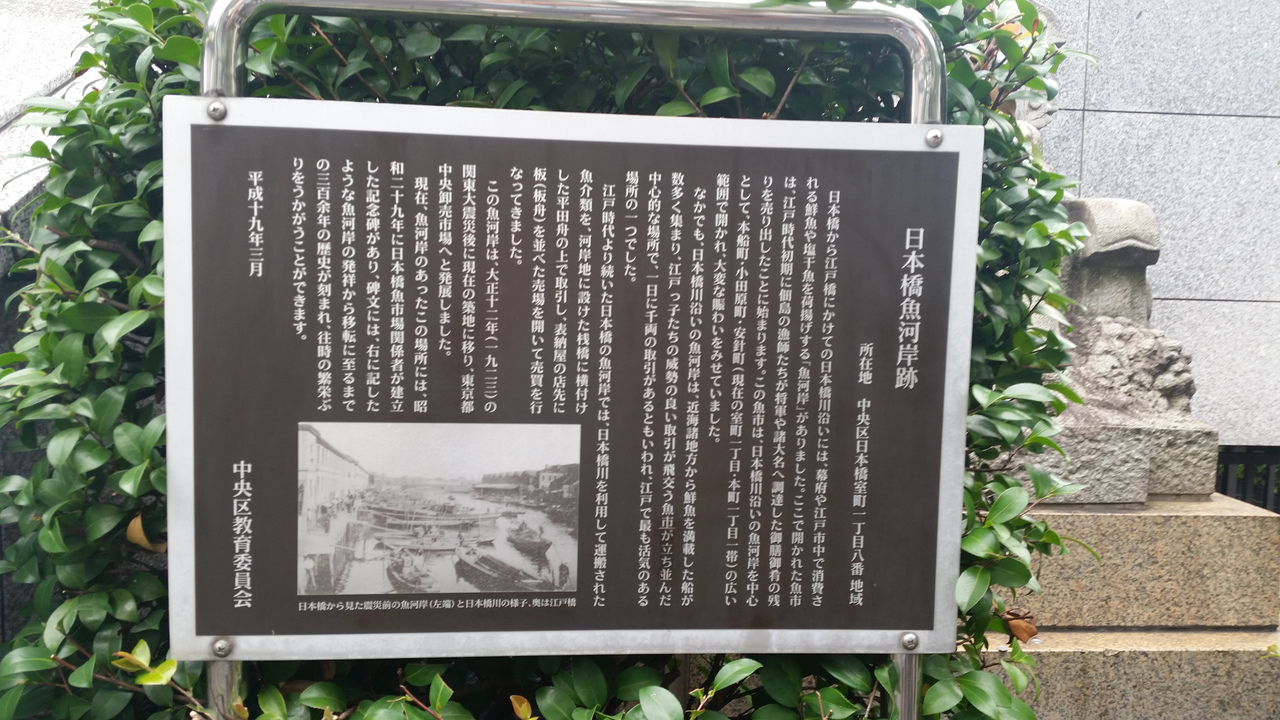 日本橋魚河岸跡
所在地　中央区日本橋室町一丁目八番 地域
日本橋から江戸橋にかけての日本橋川沿いには、幕府や江戸市中で消費さ
れる鮮魚や塩干魚を荷揚げする「魚河岸」がありました。ここで開かれた魚市
は、江戸時代初期に佃島の漁師たちが将軍や諸大名へ調達した御膳御肴の残
りを売り出したことに始まります。この魚市は、日本橋川沿いの魚河岸を中心
として、本船町・小田原町・安針町（現在の室町一丁目・本町一丁目一帯）の広い
範囲で開かれ、大変な賑わいをみせていました。
なかでも、日本橋川沿いの魚河岸は、近海諸地方から鮮魚を満載した船が
数多く集まり、江戸っ子たちの威勢の良い取引が飛交う魚市が立ち並んだ
中心的な場所で、一日に千両の取引があるともいわれ、江戸で最も活気のある
場所の一つでした。
江戸時代より続いた日本橋の魚河岸では、日本橋川を利用して運搬された
魚介類を、河岸地に設けた桟橋に横付け
した平田舟の上で取引し、表納屋の店先に
板（板舟）を並べた売場を開いて売買を行
なってきました。
この魚河岸は、大正十二年（一九二三）の
関東大震災後に現在の築地に移り、東京都
中央卸売市場へと発展しました。
現在、魚河岸のあったこの場所には、昭
和二十九年に日本橋魚市場関係者が建立
した記念碑があり、碑文には、右に記した
ような魚河岸の発祥から移転に至るまで
の三百余年の歴史が刻まれ、往時の繁栄ぶ
りをうかがうことができます。
平成十九年三月
中央区教育委員会
日本橋から見た震災前の魚河岸（左端）と日本橋川の様子、奥は江戸橋